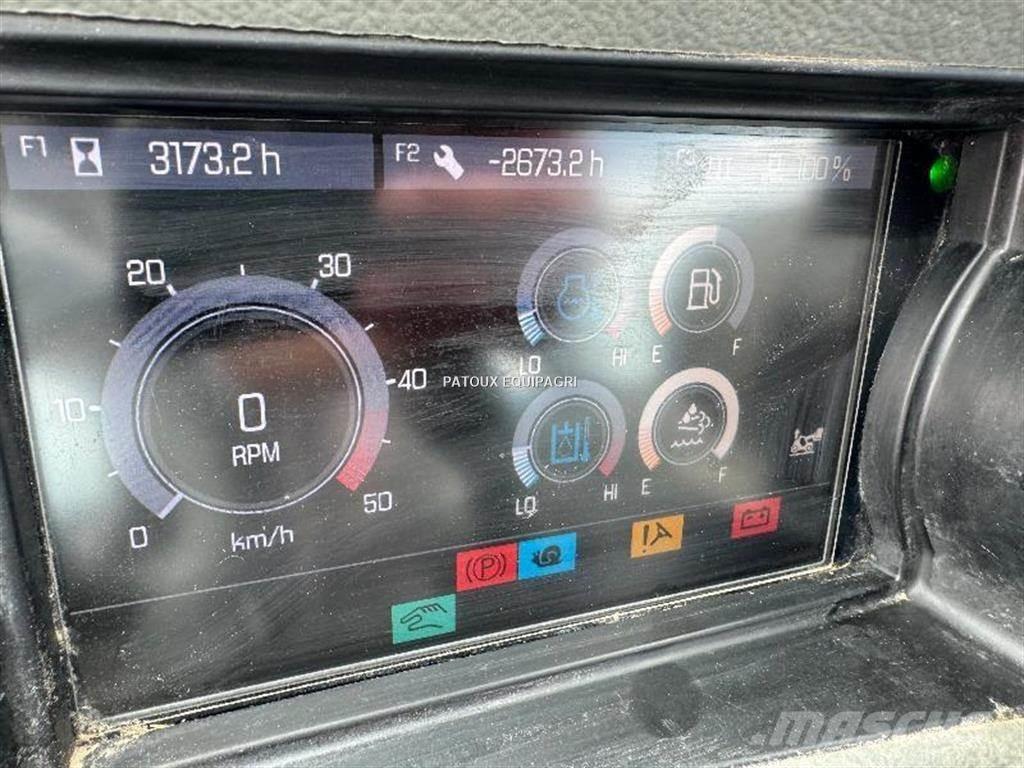 F1 3173.2 h F2 -2673.2 h 100%
20 30
10 40
0 RPM
0 km/h 50
LO HI E F
LO HI E F
PATOUX EQUIPAGRI
(P) !A
MASCUS